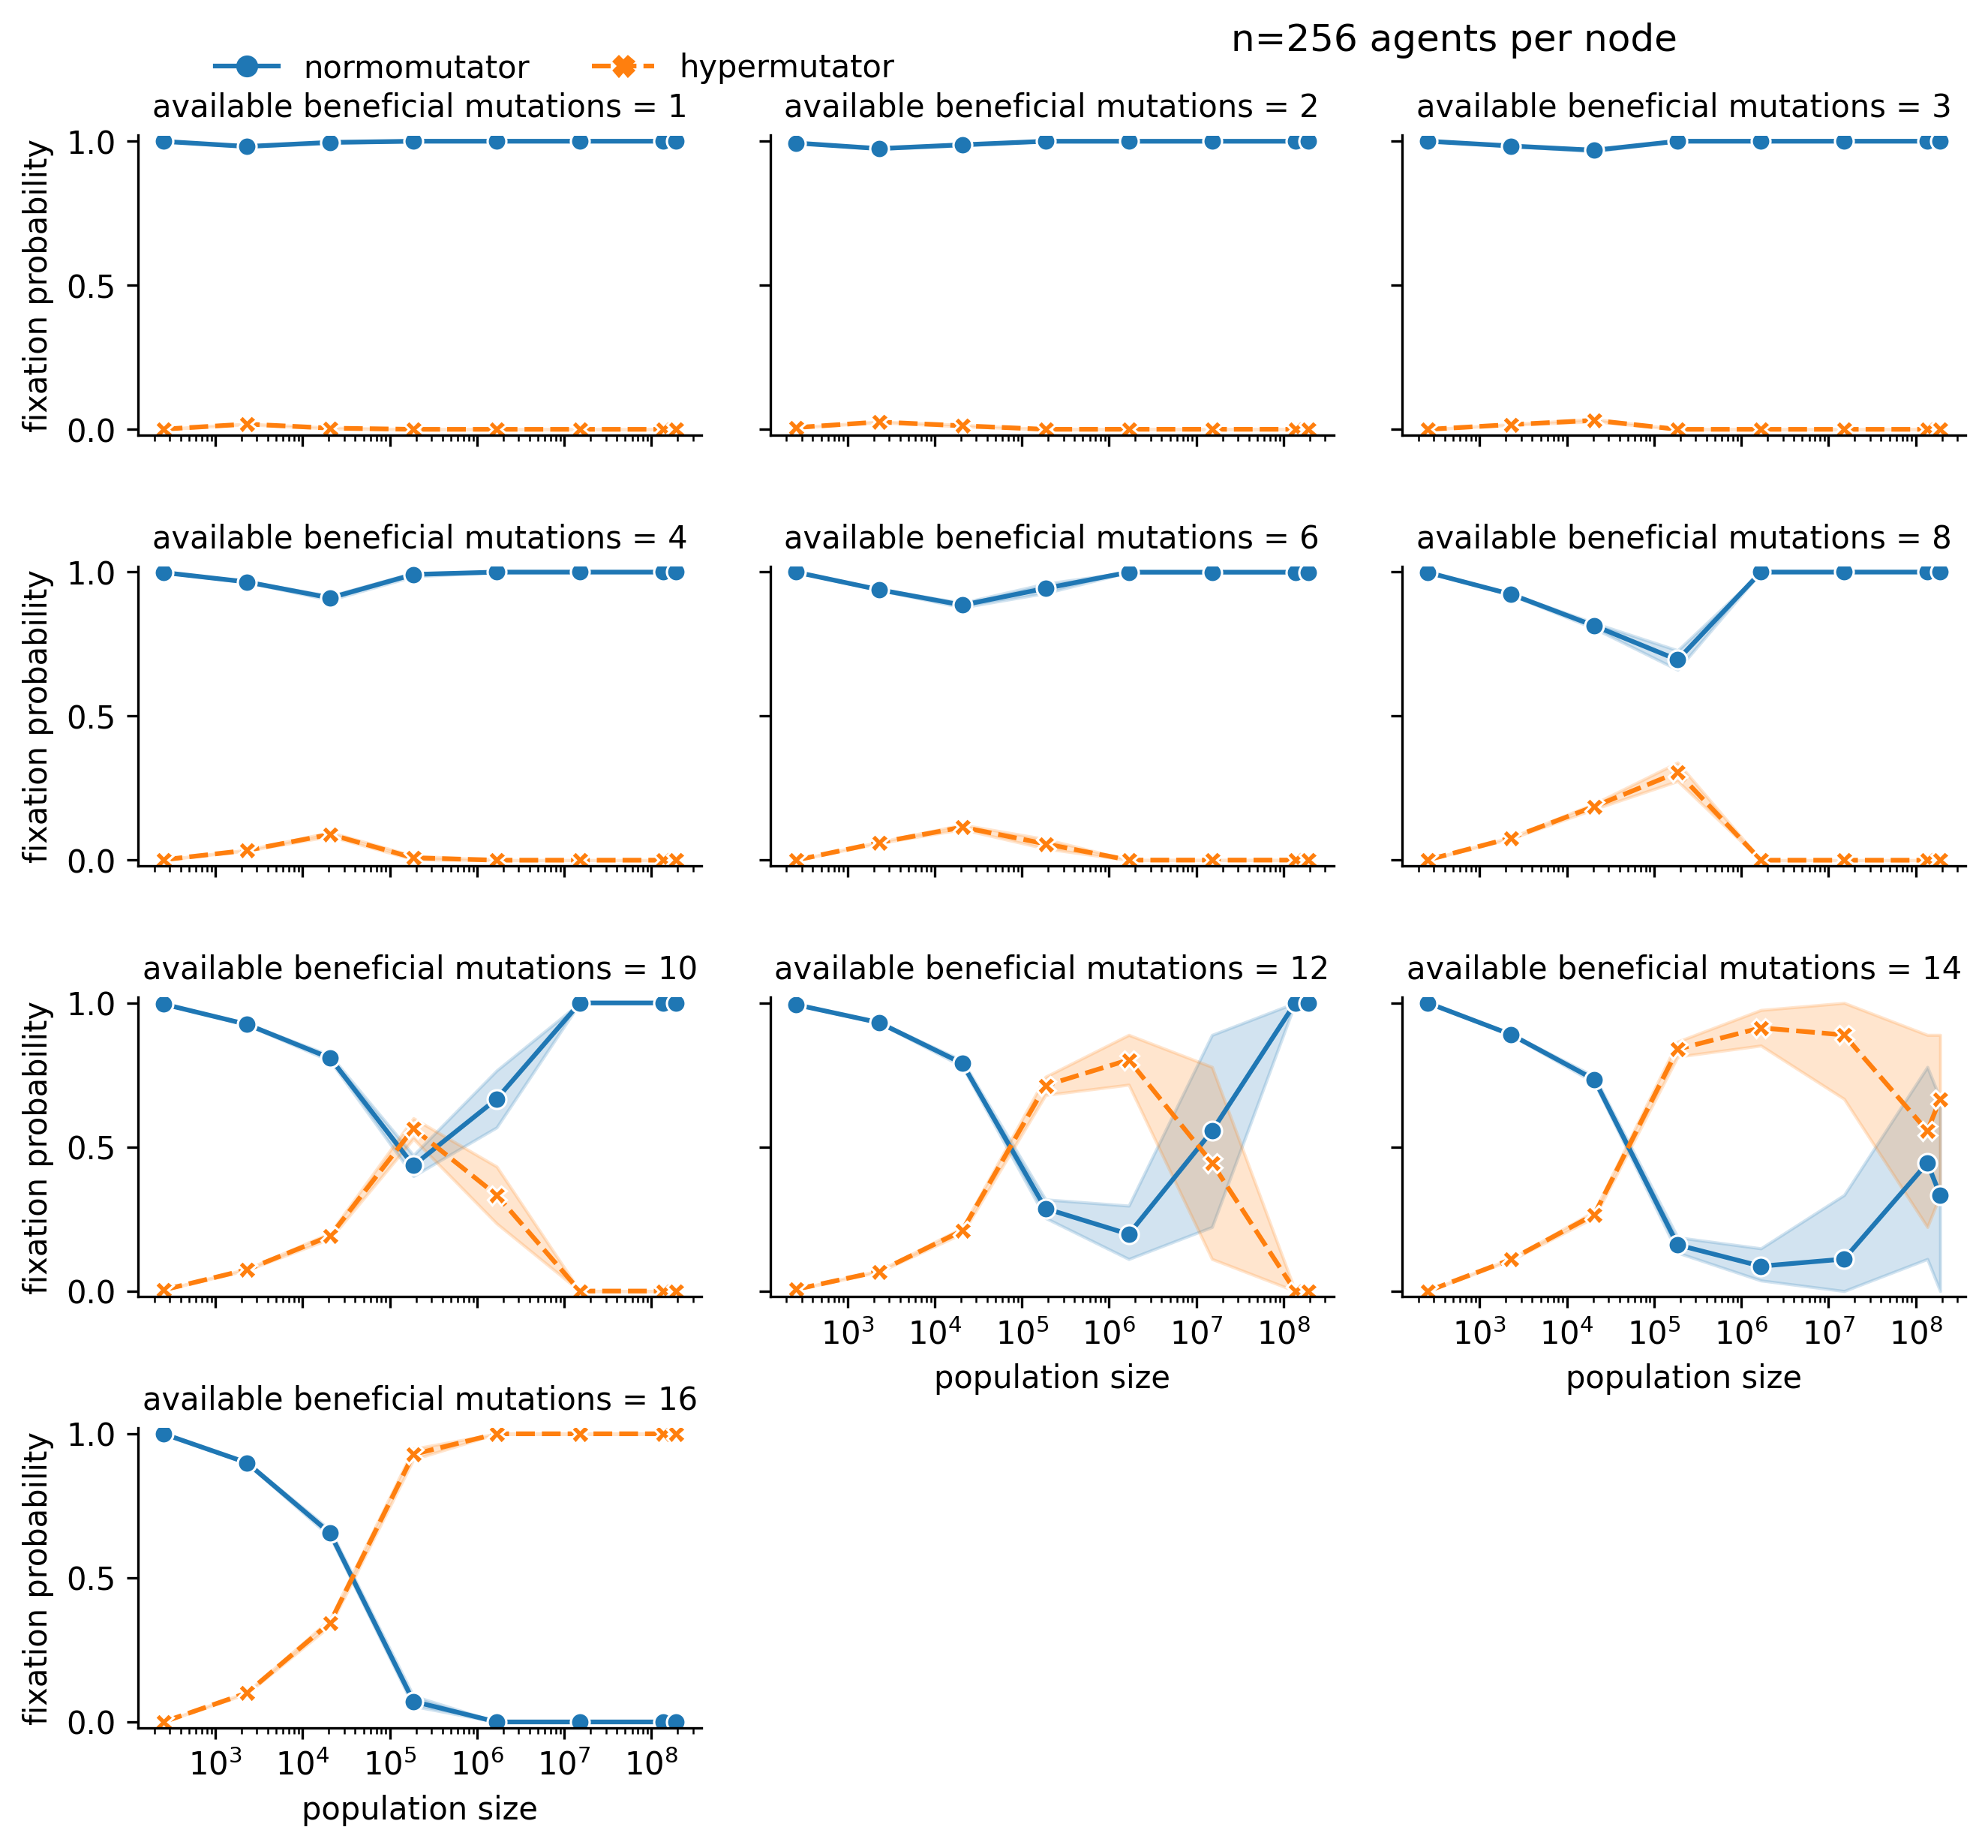 n=256 agents per node
normomutator hypermutator
available beneficial mutations = 1
available beneficial mutations = 2
available beneficial mutations = 3
fixation probability
1.0
0.5
0.0
available beneficial mutations = 4
available beneficial mutations = 6
available beneficial mutations = 8
fixation probability
1.0
0.5
0.0
available beneficial mutations = 10
available beneficial mutations = 12
available beneficial mutations = 14
fixation probability
1.0
0.5
0.0
10³ 10⁴ 10⁵ 10⁶ 10⁷ 10⁸
population size
10³ 10⁴ 10⁵ 10⁶ 10⁷ 10⁸
population size
available beneficial mutations = 16
fixation probability
1.0
0.5
0.0
10³ 10⁴ 10⁵ 10⁶ 10⁷ 10⁸
population size